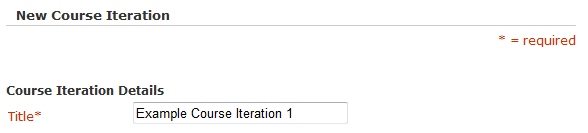 New Course Iteration
* = required
Course Iteration Details
Title* Example Course Iteration 1